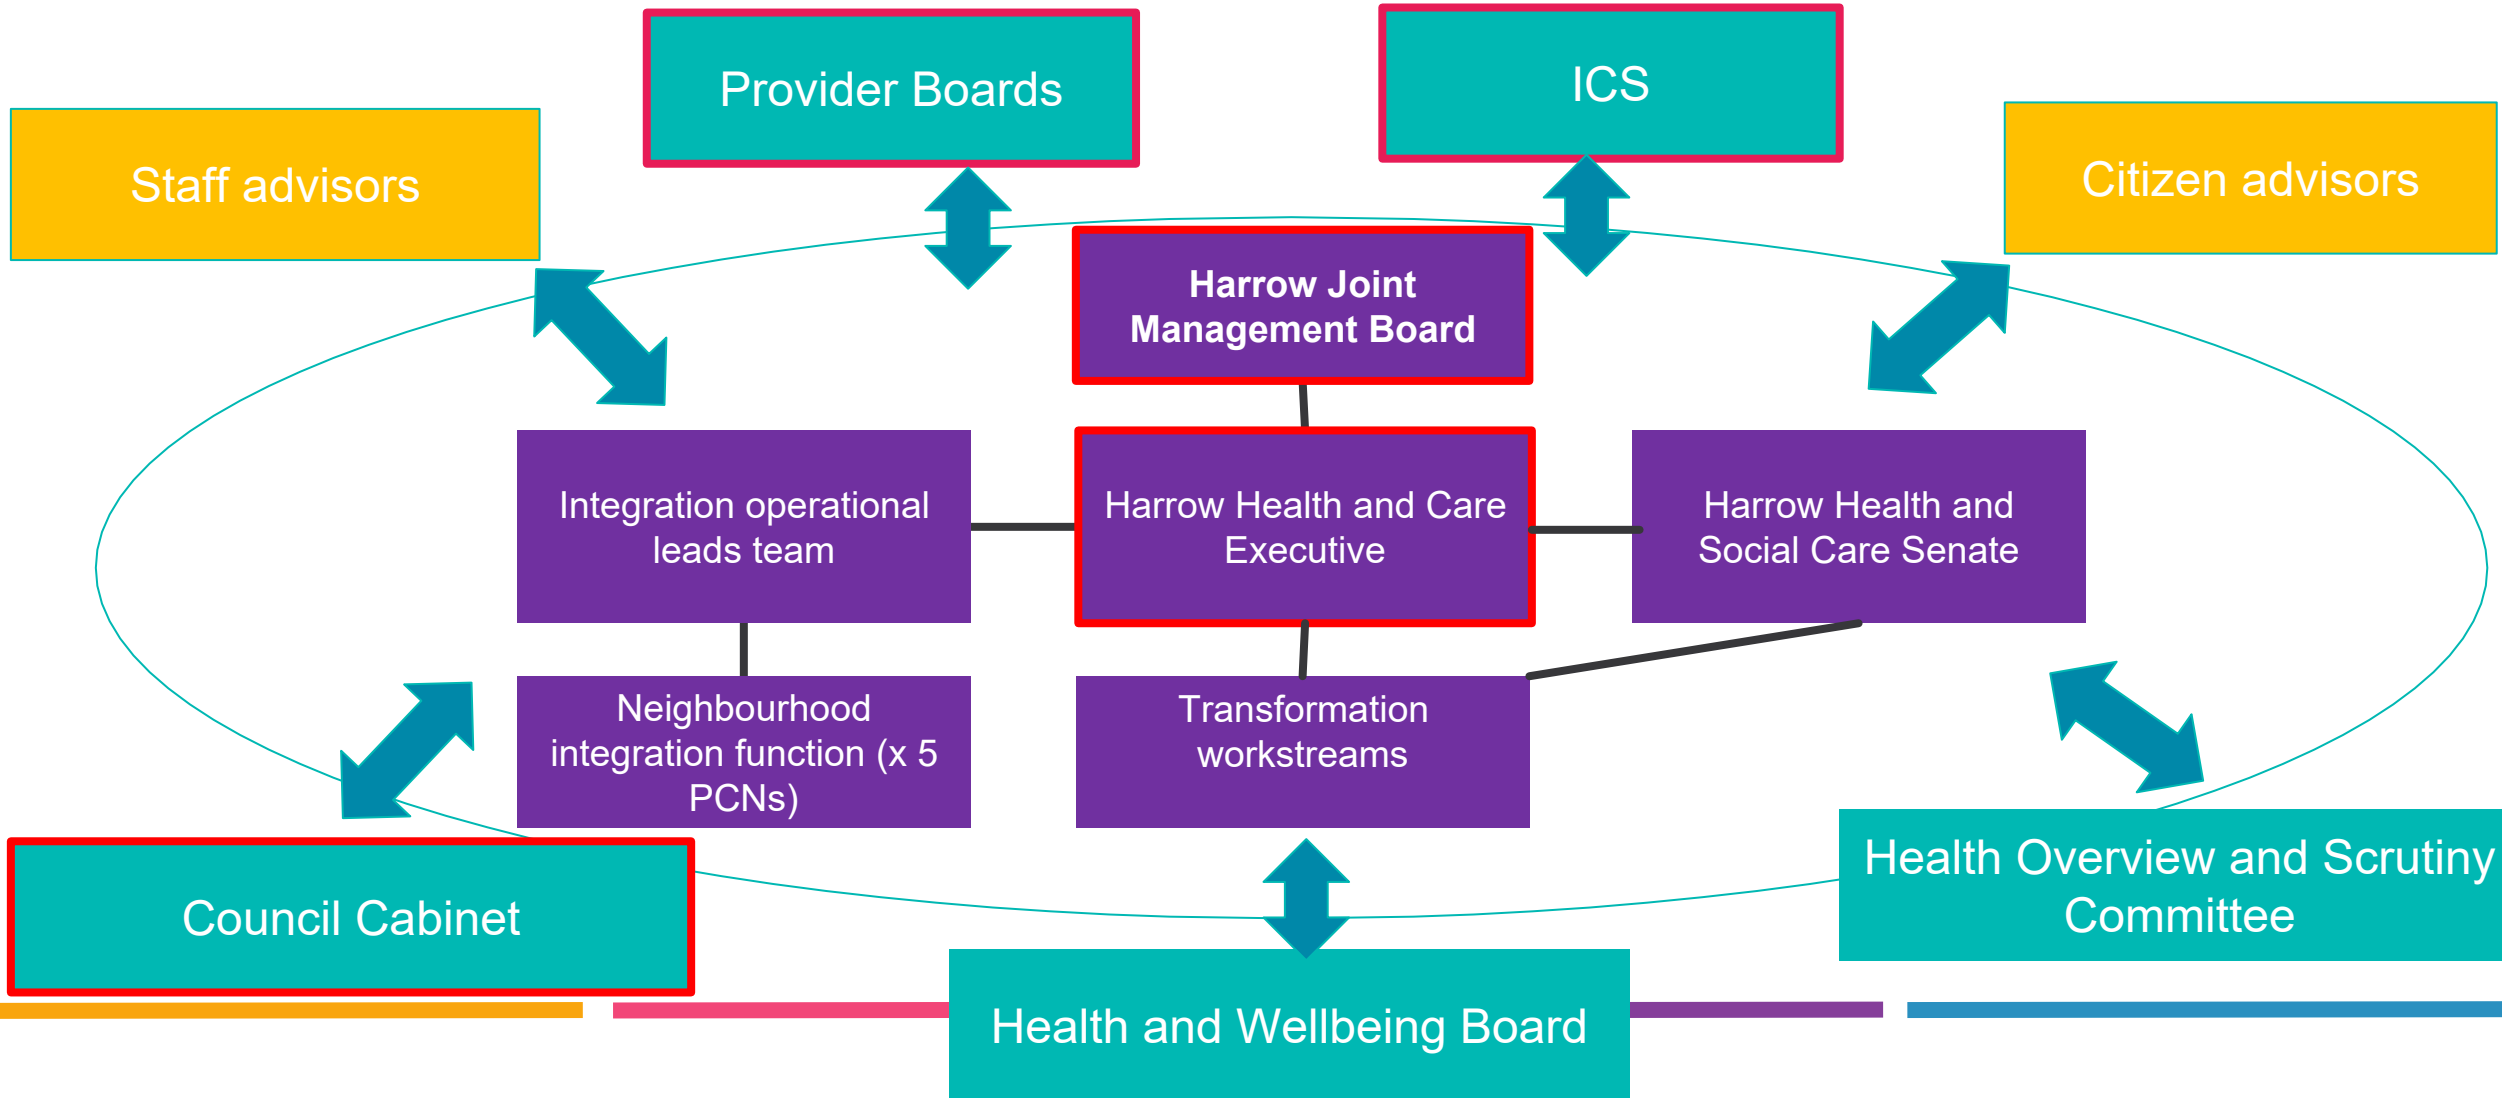 Provider Boards
ICS
Staff advisors
Citizen advisors
Harrow Joint
Management Board
Integration operational
leads team
Harrow Health and Care
Executive
Harrow Health and
Social Care Senate
Neighbourhood
integration function (x 5
PCNs)
Transformation
workstreams
Council Cabinet
Health Overview and Scrutiny
Committee
Health and Wellbeing Board